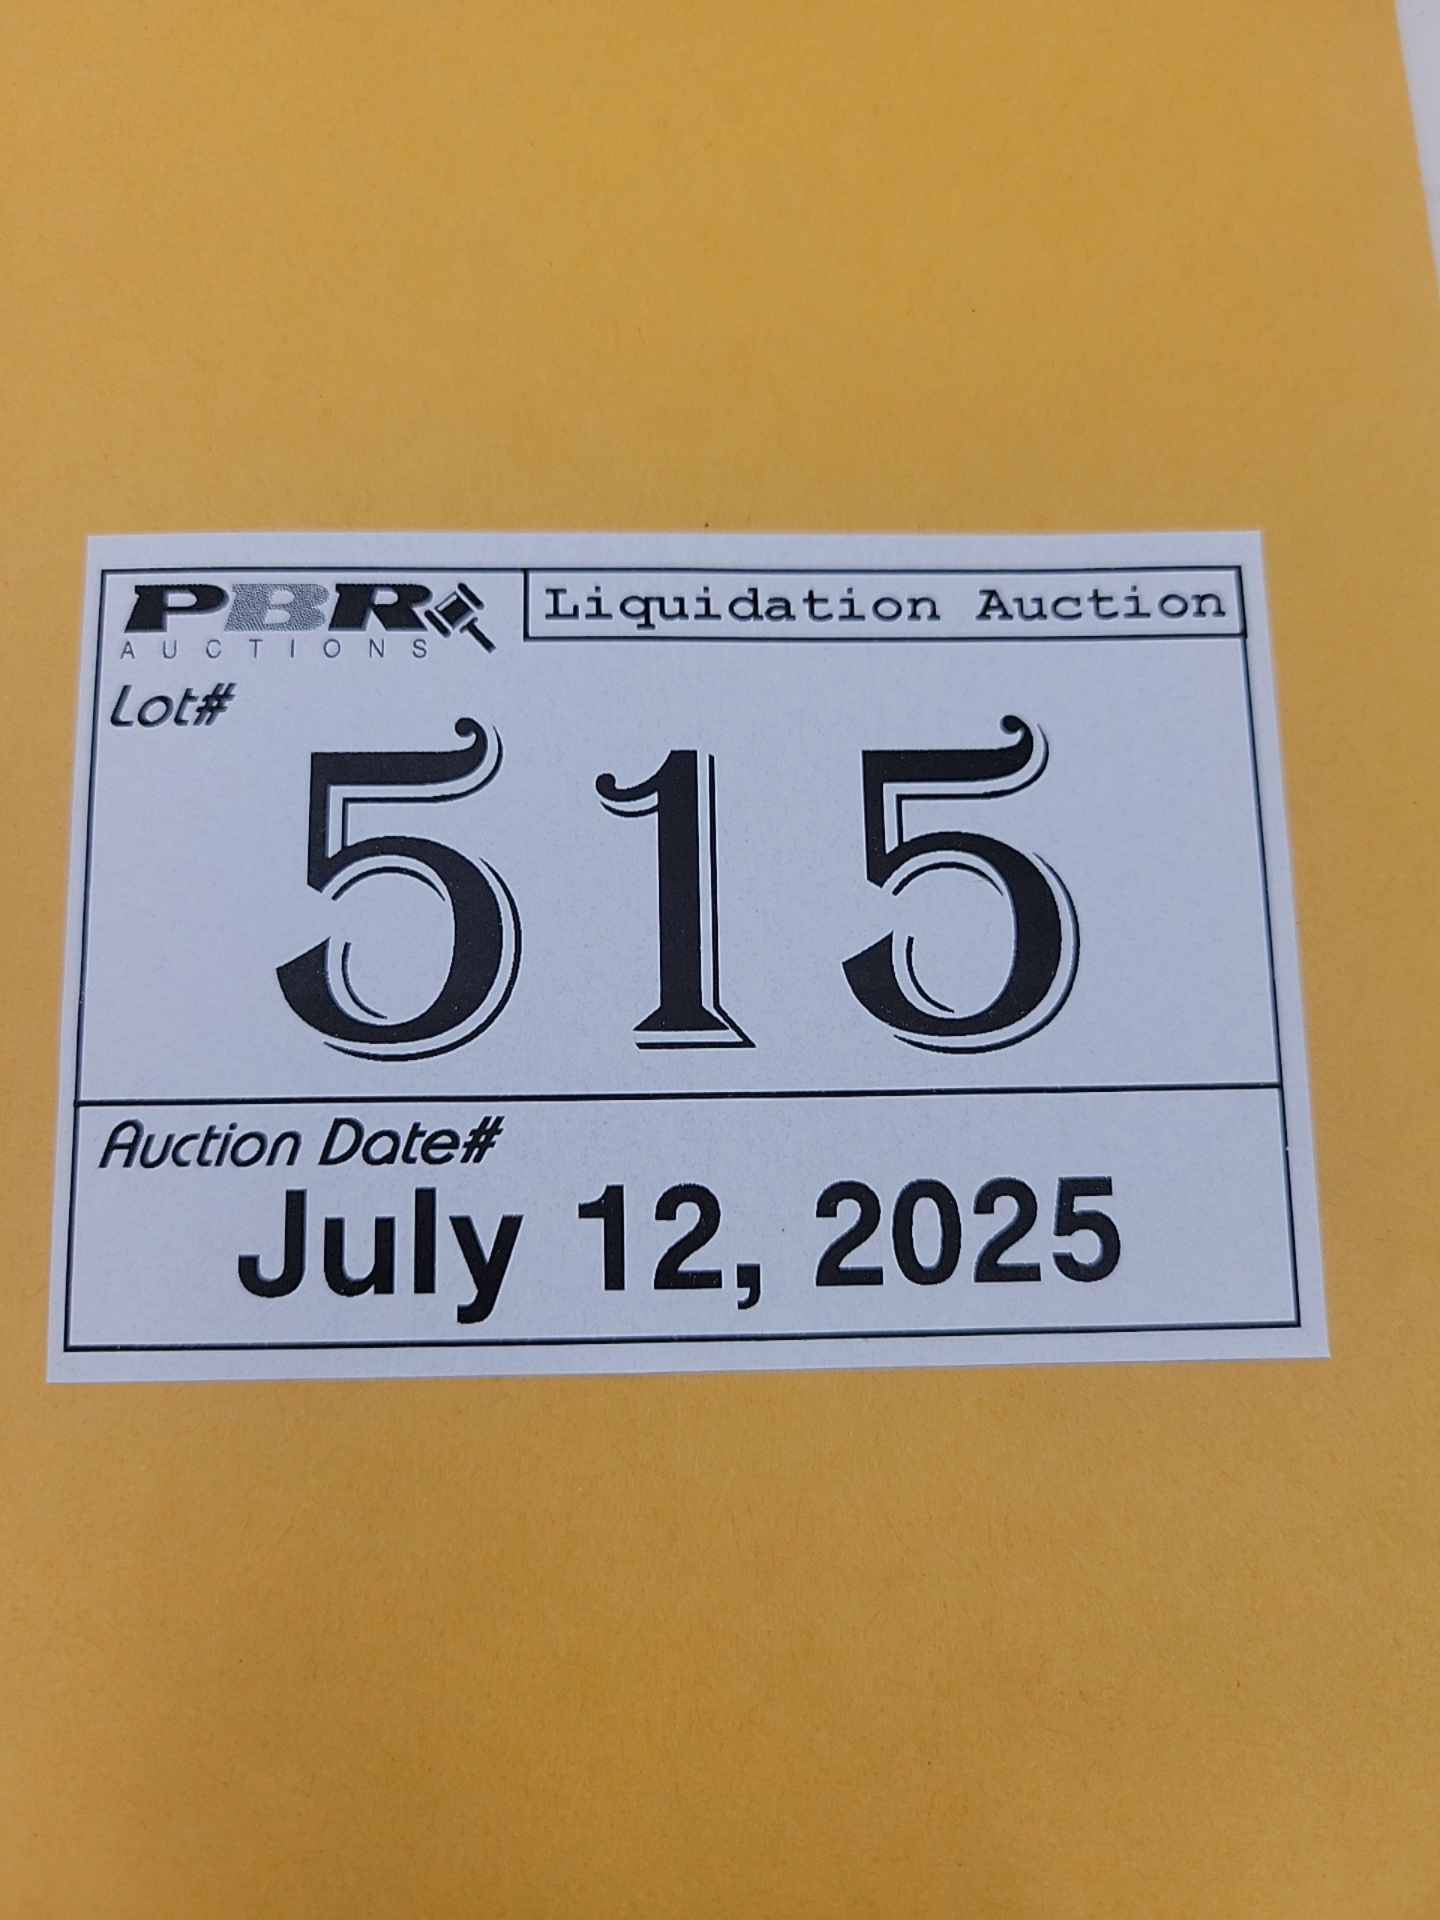 PBR
AUCTIONS
Liquidation Auction
Lot#
515
Auction Date#
July 12, 2025